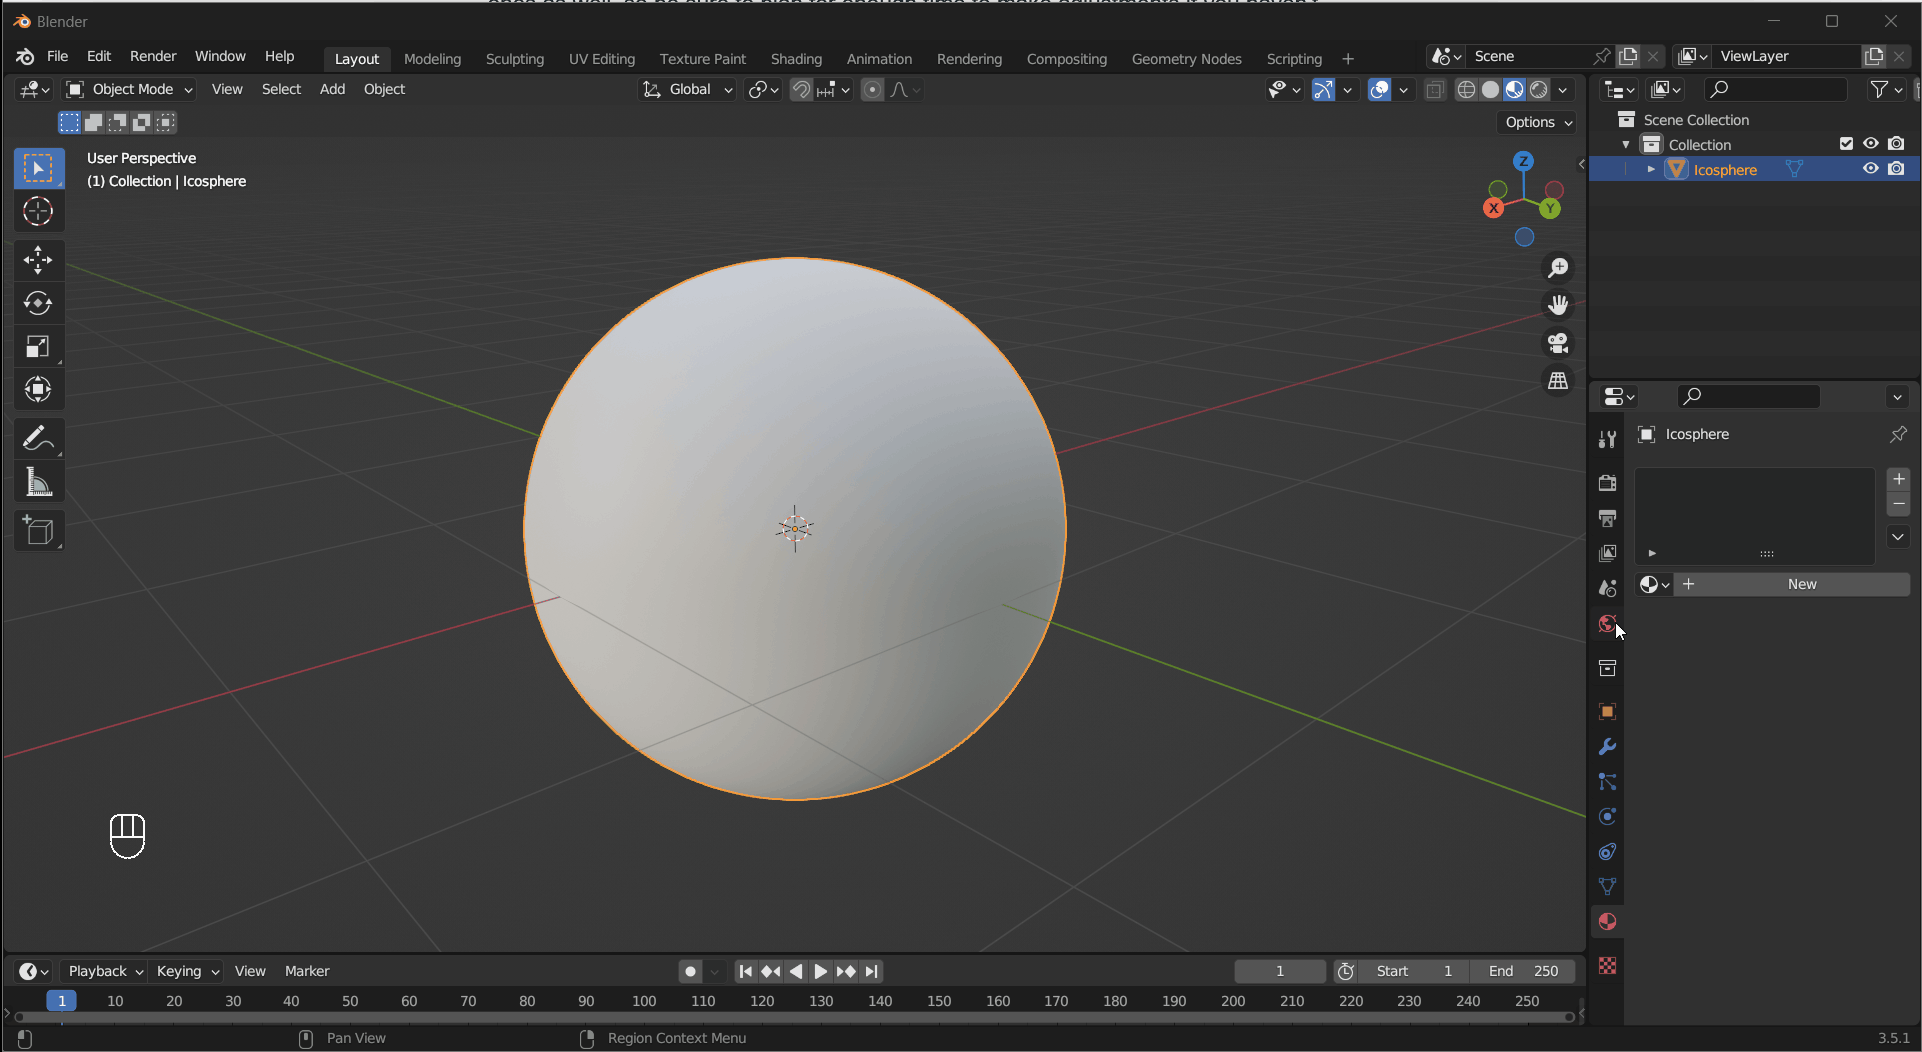 Blender
File Edit Render Window Help Layout Modeling Sculpting UV Editing Texture Paint Shading Animation Rendering Compositing Geometry Nodes Scripting + Scene ViewLayer
Object Mode View Select Add Object Global
Options
User Perspective
(1) Collection | Icosphere
Z
X
Y
Scene Collection
Collection
Icosphere
Icosphere
+ New
Playback Keying View Marker 1 Start 1 End 250
1 10 20 30 40 50 60 70 80 90 100 110 120 130 140 150 160 170 180 190 200 210 220 230 240 250
Pan View Region Context Menu 3.5.1